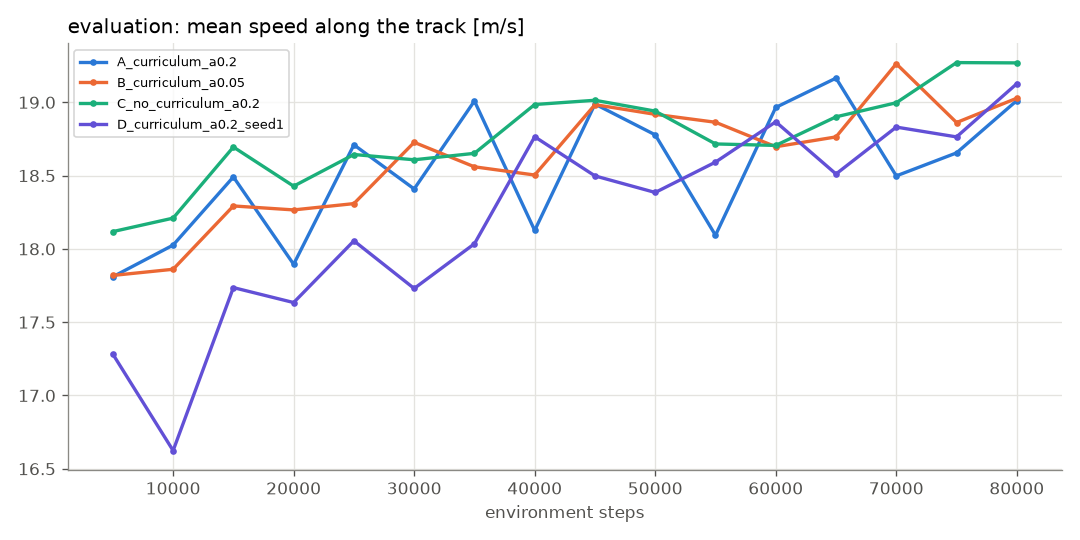 evaluation: mean speed along the track [m/s]
A_curriculum_a0.2
B_curriculum_a0.05
C_no_curriculum_a0.2
D_curriculum_a0.2_seed1
19.0
18.5
18.0
17.5
17.0
16.5
10000 20000 30000 40000 50000 60000 70000 80000
environment steps